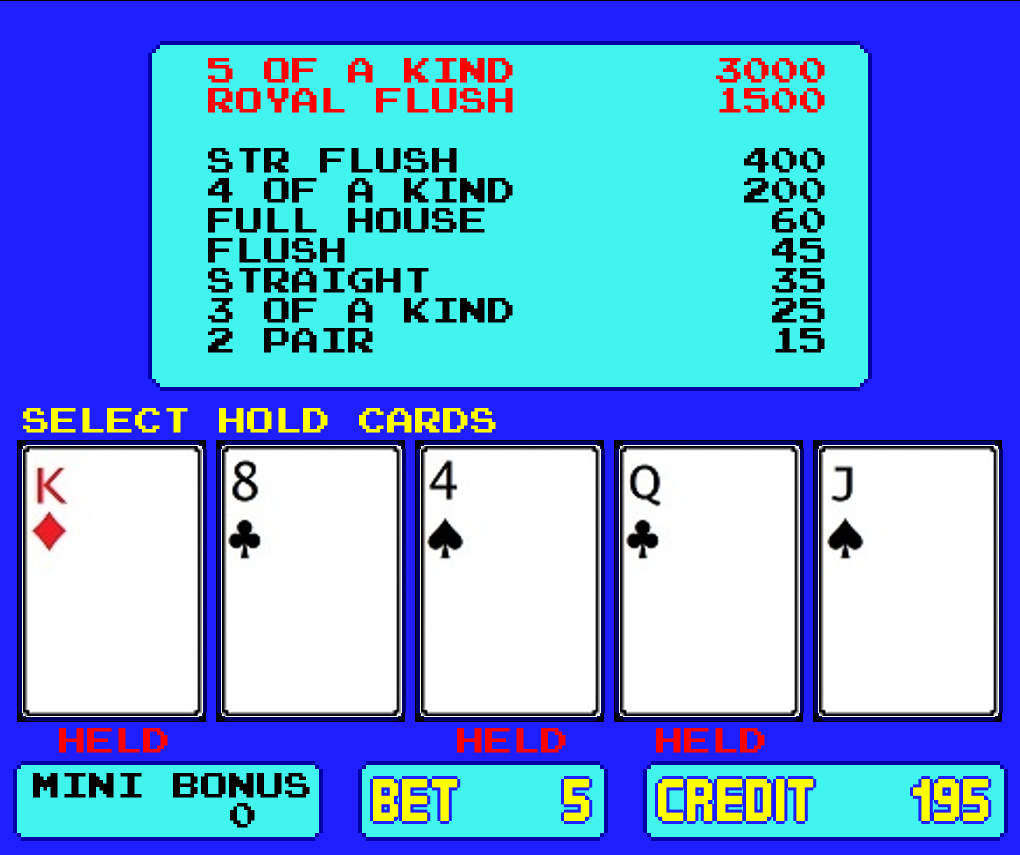 5 OF A KIND 3000
ROYAL FLUSH 1500
STR FLUSH 400
4 OF A KIND 200
FULL HOUSE 60
FLUSH 45
STRAIGHT 35
3 OF A KIND 25
2 PAIR 15
SELECT HOLD CARDS
K 8 4 Q J
HELD HELD HELD
MINI BONUS
0
BET 5
CREDIT 195